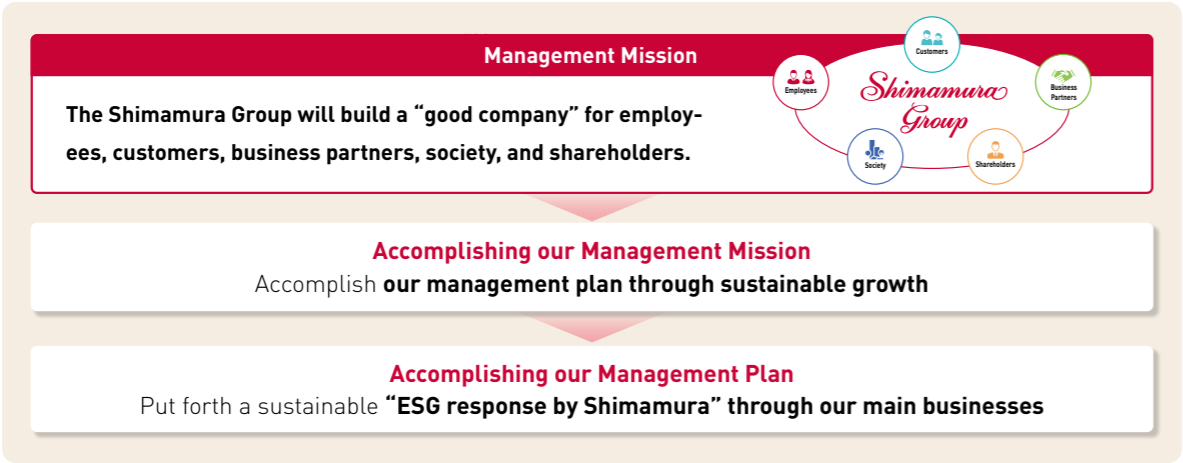 Management Mission
The Shimamura Group will build a “good company” for employ-
ees, customers, business partners, society, and shareholders.
Customers
Employees
Shimamura
Group
Business
Partners
Society
Shareholders
Accomplishing our Management Mission
Accomplish our management plan through sustainable growth
Accomplishing our Management Plan
Put forth a sustainable “ESG response by Shimamura” through our main businesses